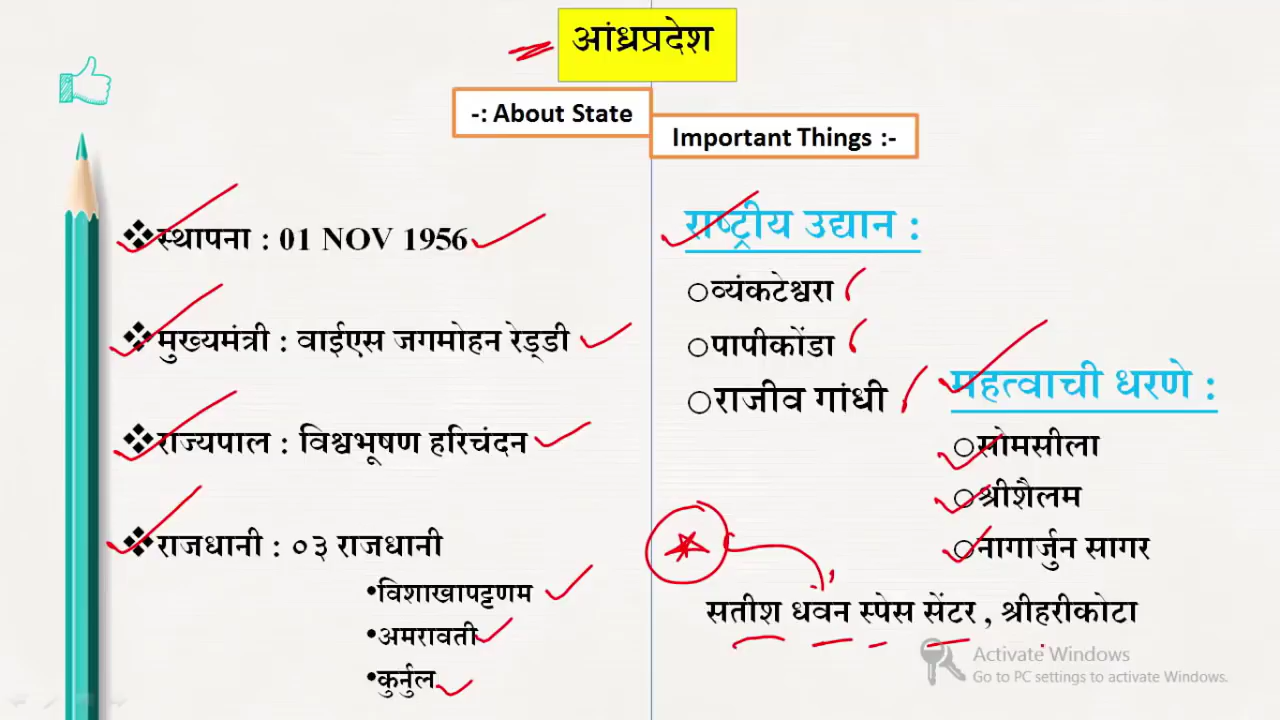 आंध्रप्रदेश
-: About State
Important Things :-
स्थापना : 01 NOV 1956
मुख्यमंत्री : वाईएस जगमोहन रेड्डी
राज्यपाल : विश्वभूषण हरिचंदन
राजधानी : ०३ राजधानी
•विशाखापट्टणम
•अमरावती
•कुर्नुल
राष्ट्रीय उद्यान :
व्यंकटेश्वरा
पापीकोंडा
राजीव गांधी
महत्वाची धरणे :
सोमसीला
श्रीशैलम
नागार्जुन सागर
सतीश धवन स्पेस सेंटर , श्रीहरीकोटा
Activate Windows
Go to PC settings to activate Windows.